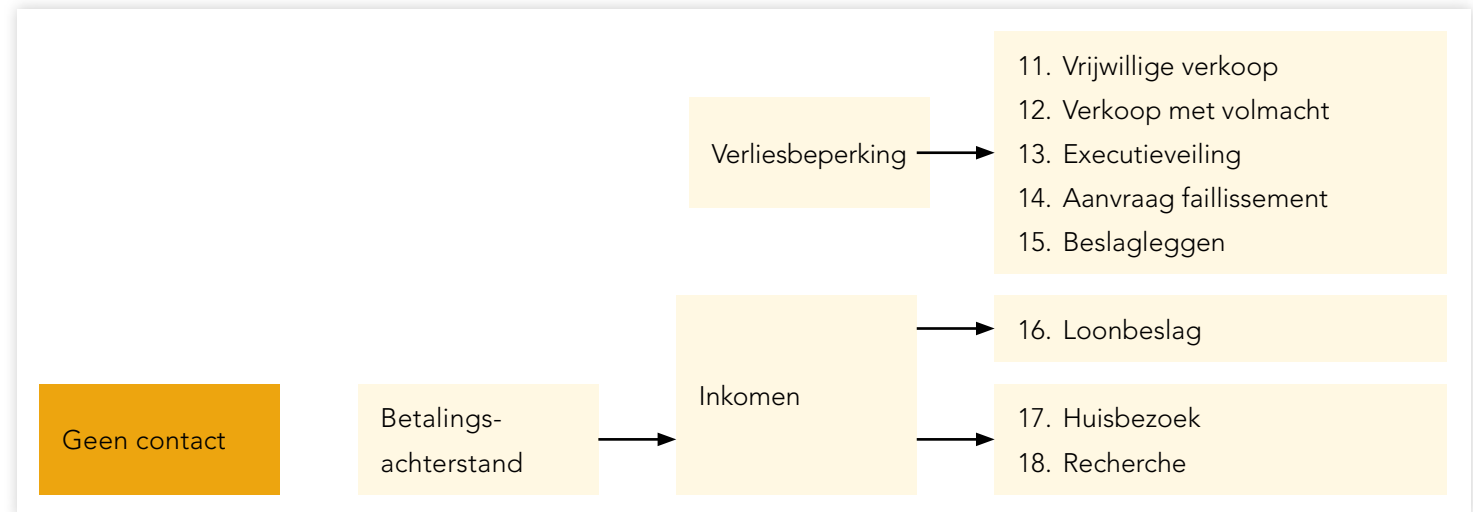 11. Vrijwillige verkoop
12. Verkoop met volmacht
13. Executieveiling
14. Aanvraag faillissement
15. Beslagleggen
Verliesbeperking
16. Loonbeslag
Inkomen
Geen contact
Betalings-
achterstand
17. Huisbezoek
18. Recherche